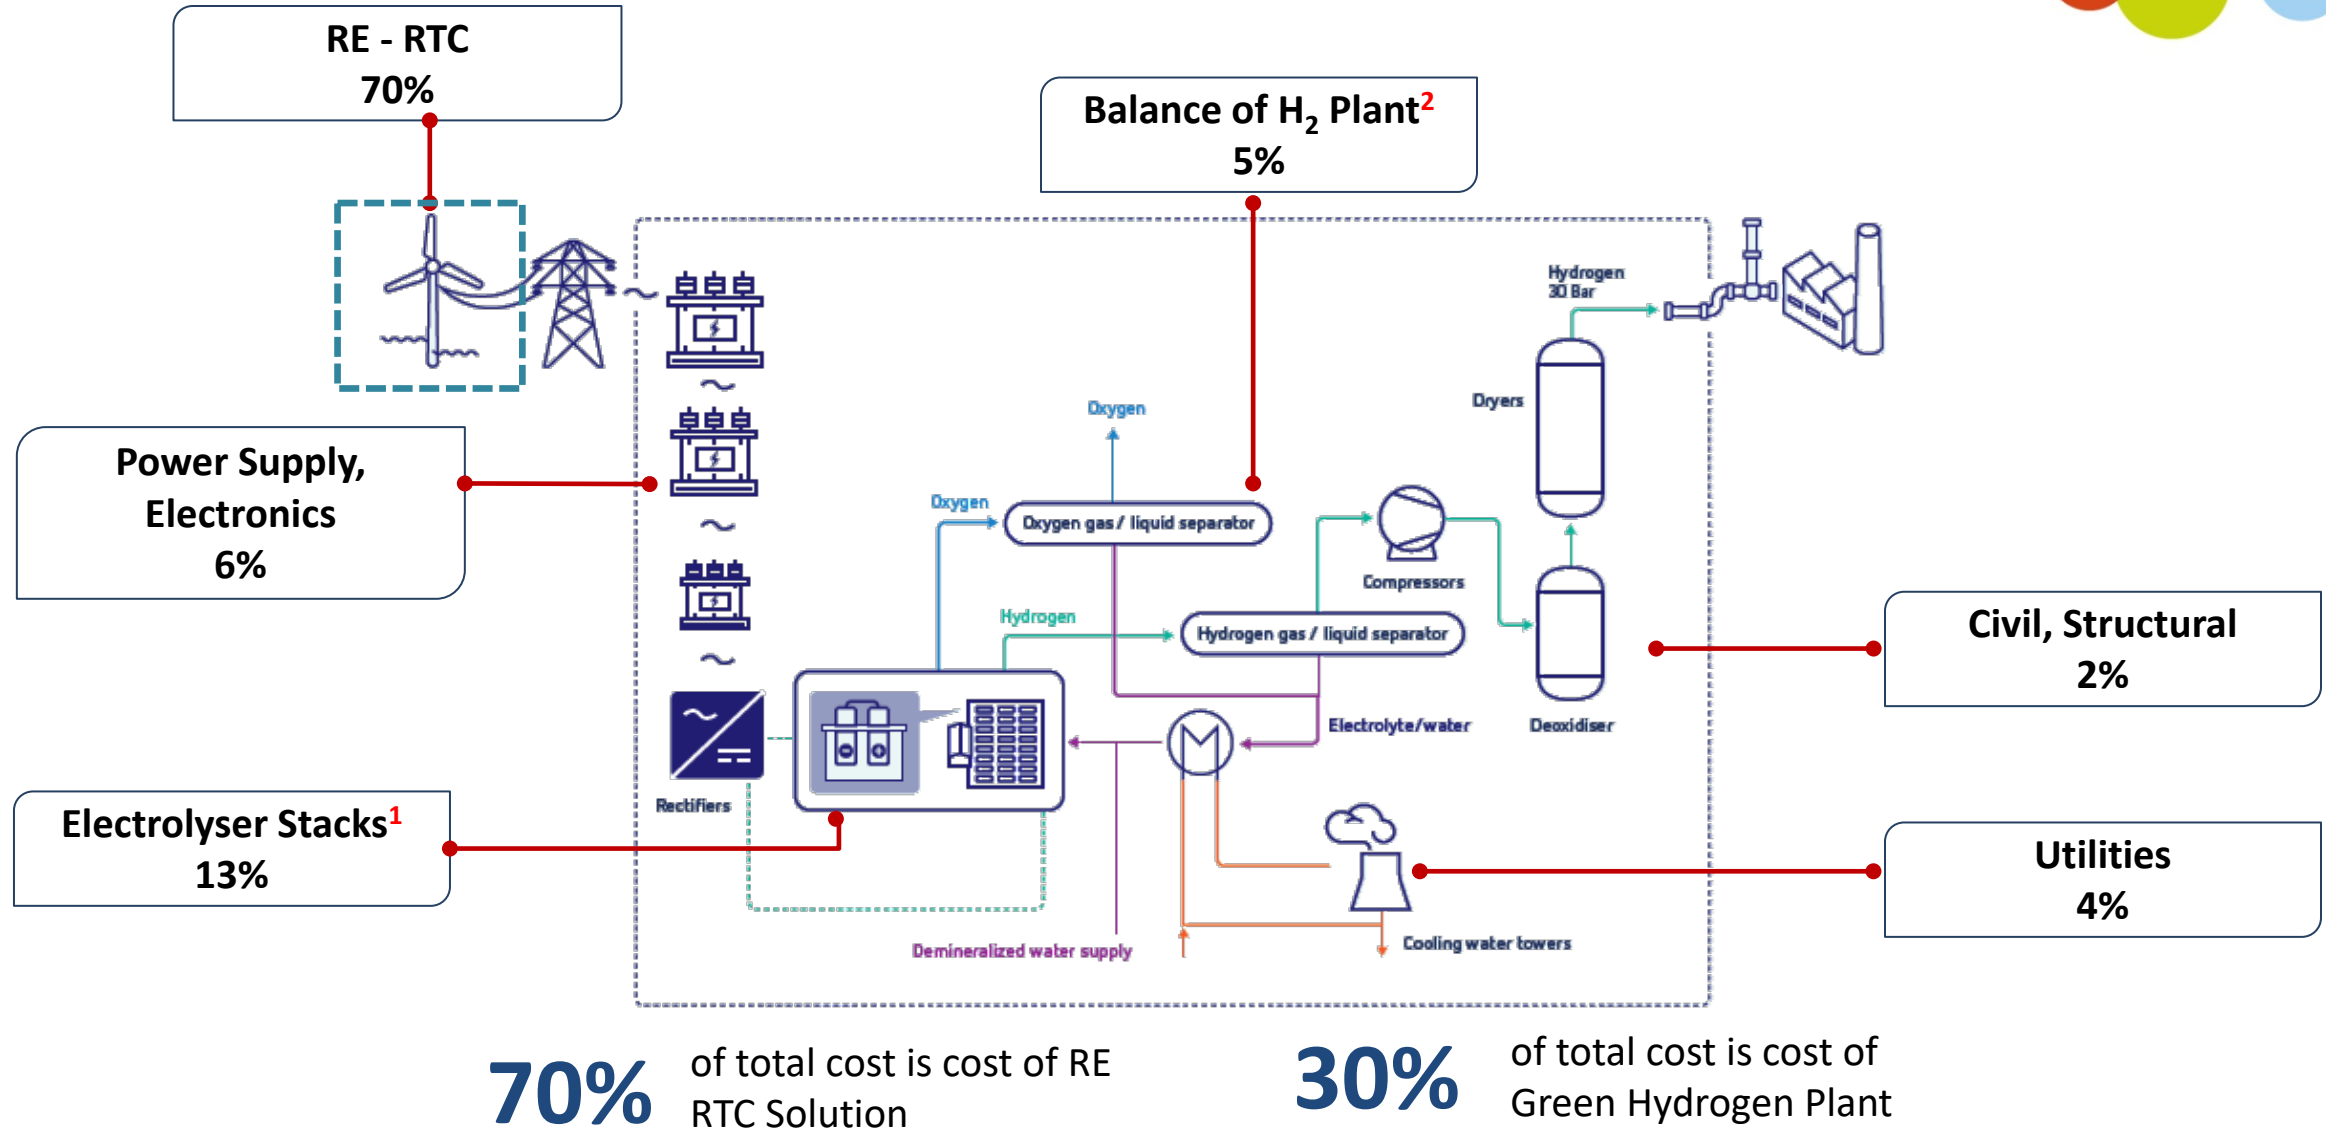 RE - RTC
70%
Balance of H₂ Plant²
5%
Hydrogen
30 Bar
Dryers
Oxygen
Power Supply,
Electronics
6%
Oxygen
Oxygen gas / liquid separator
Compressors
Hydrogen
Hydrogen gas / liquid separator
Civil, Structural
2%
Electrolyte/water
Deoxidiser
Rectifiers
Electrolyser Stacks¹
13%
Utilities
4%
Demineralized water supply
Cooling water towers
70%
of total cost is cost of RE
RTC Solution
30%
of total cost is cost of
Green Hydrogen Plant